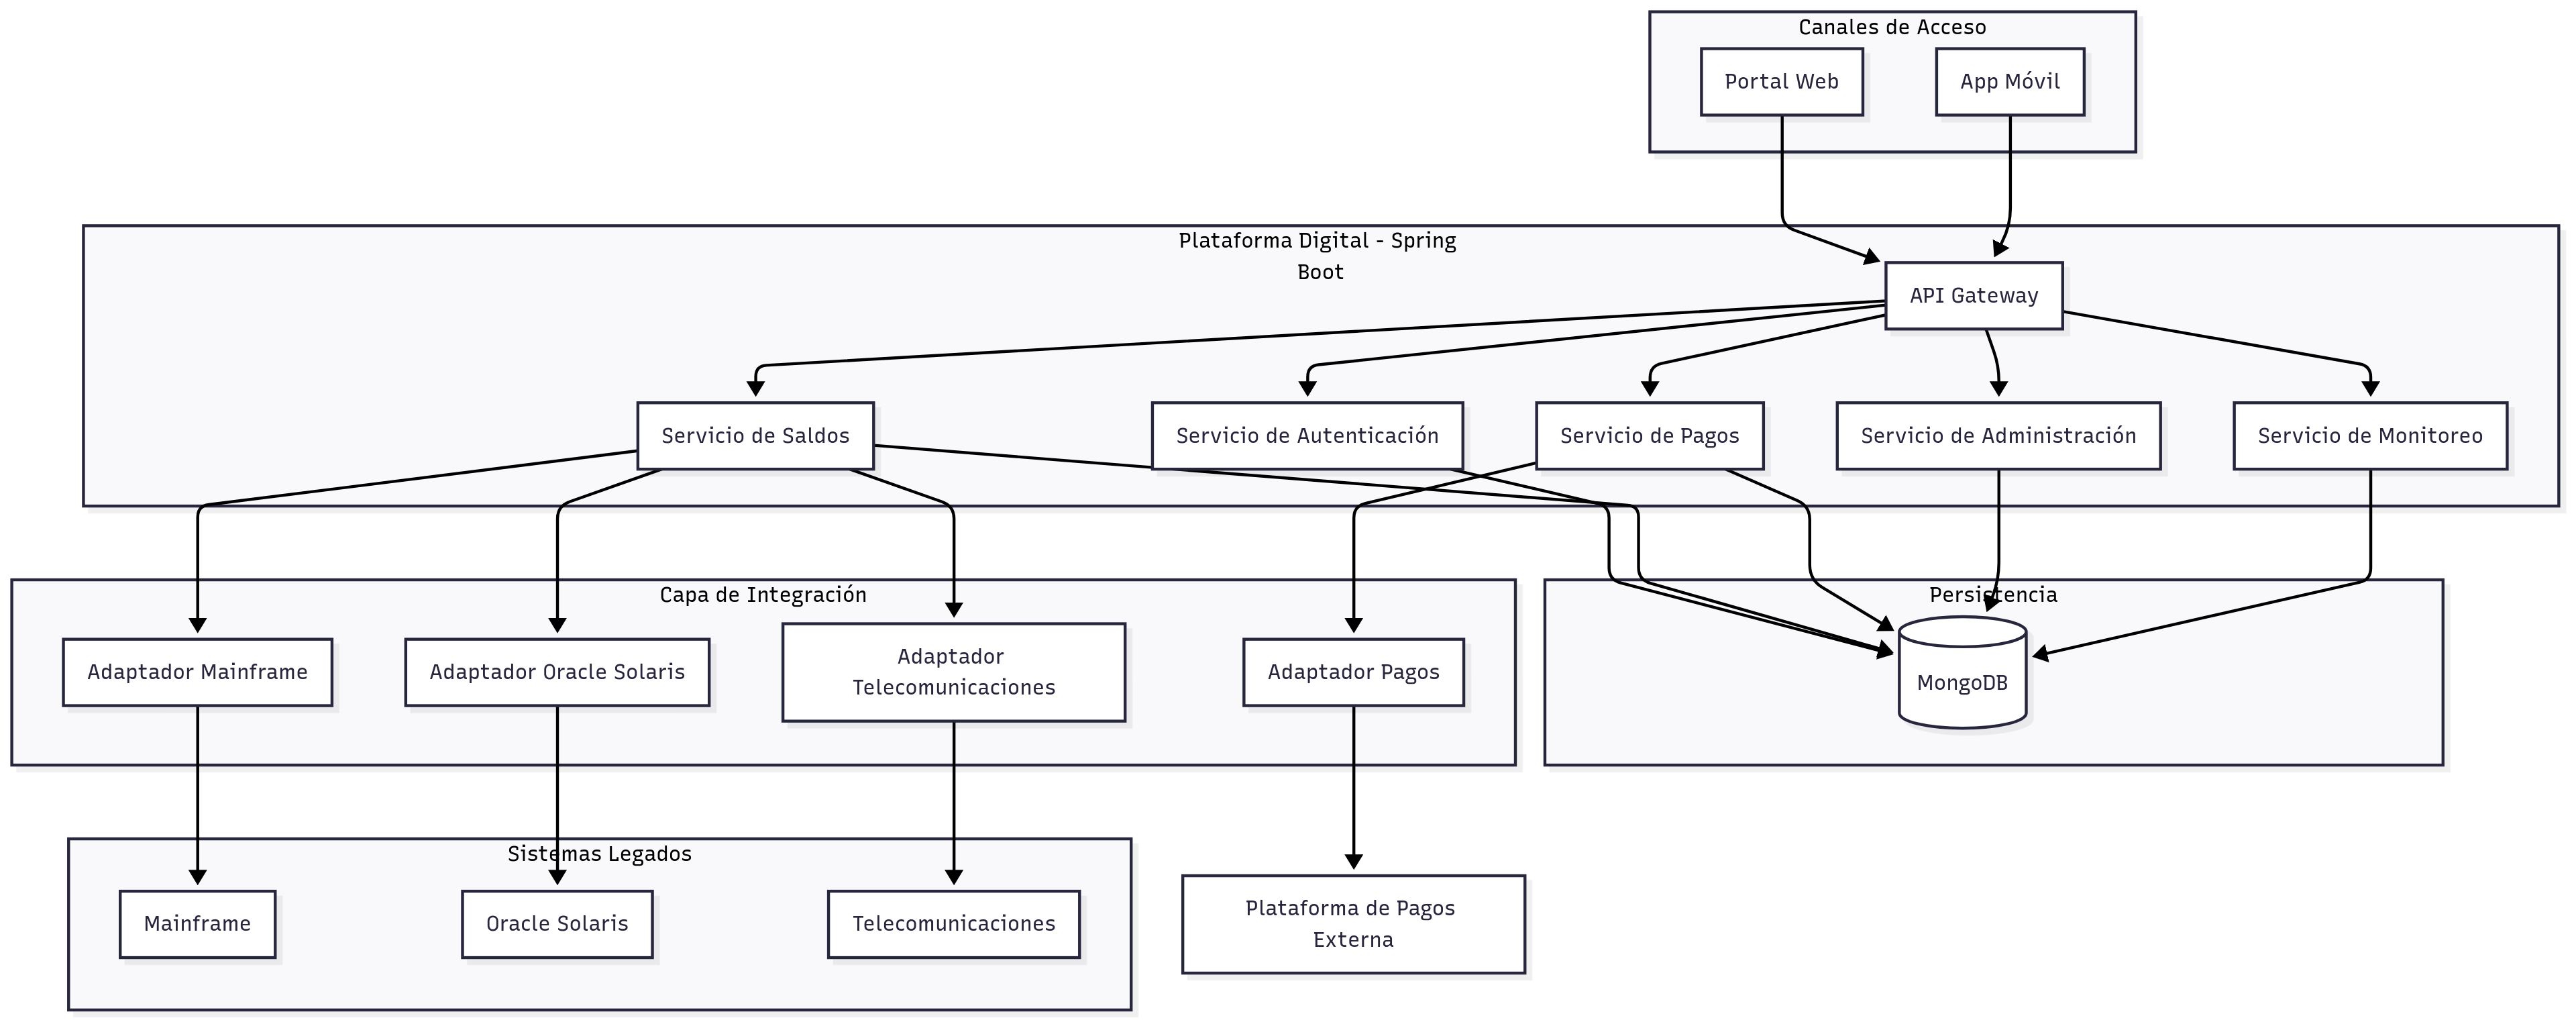 Canales de Acceso
Portal Web
App Móvil
Plataforma Digital - Spring
Boot
API Gateway
Servicio de Saldos
Servicio de Autenticación
Servicio de Pagos
Servicio de Administración
Servicio de Monitoreo
Capa de Integración
Adaptador Mainframe
Adaptador Oracle Solaris
Adaptador
Telecomunicaciones
Adaptador Pagos
Persistencia
MongoDB
Sistemas Legados
Mainframe
Oracle Solaris
Telecomunicaciones
Plataforma de Pagos
Externa